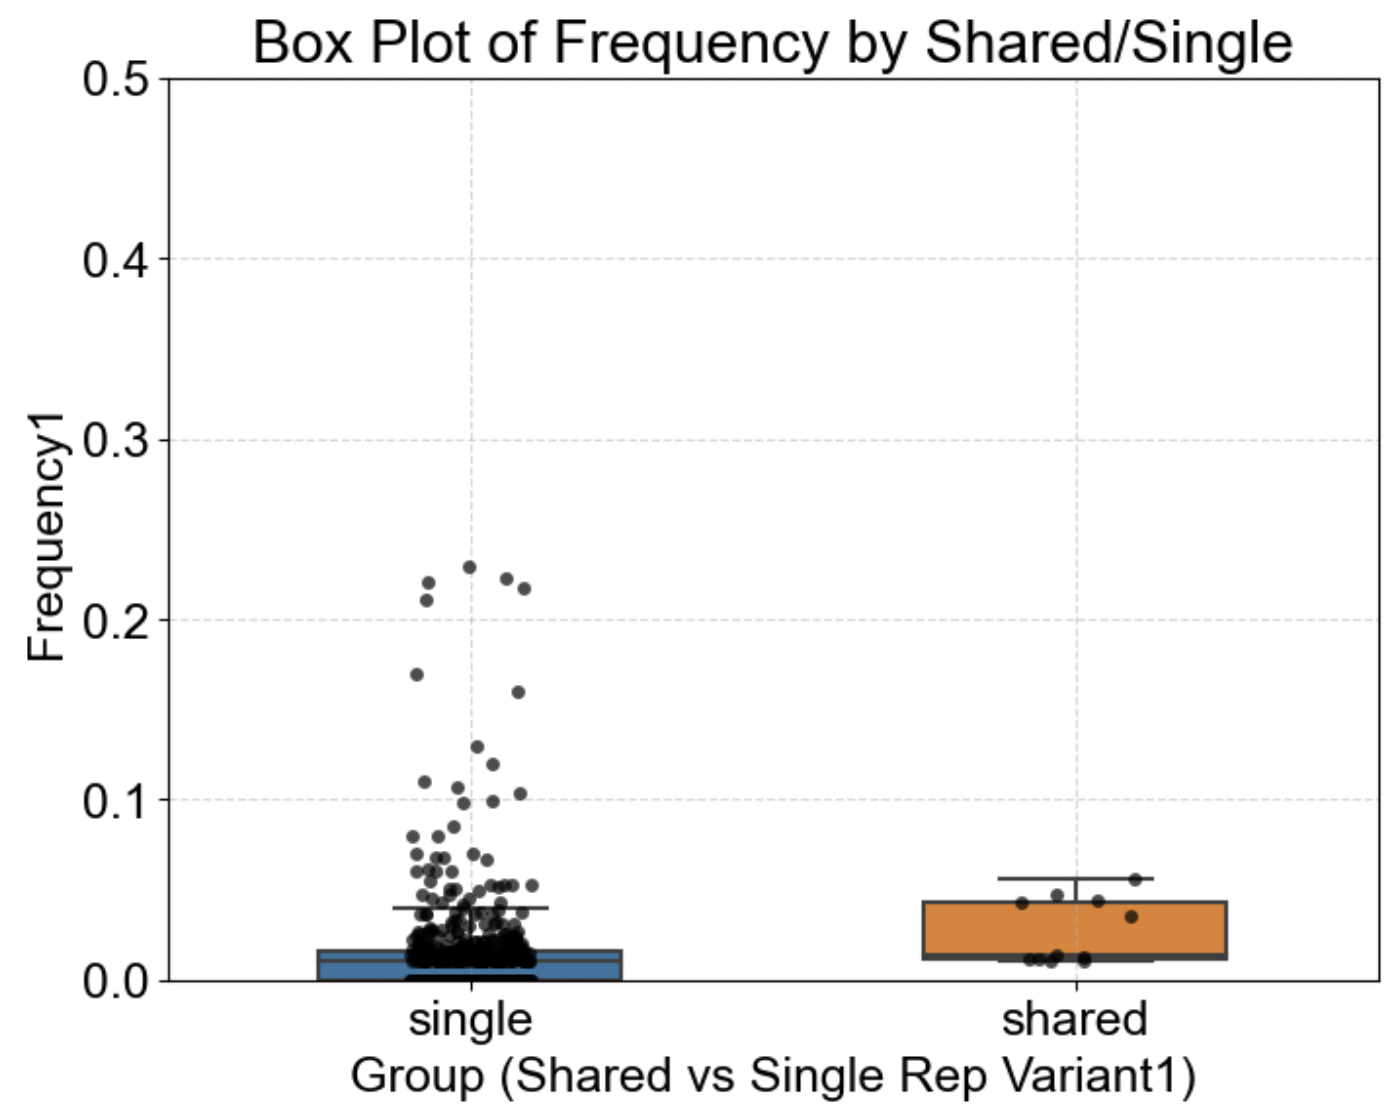 Box Plot of Frequency by Shared/Single
0.5
0.4
0.3
0.2
0.1
0.0
Frequency1
single
shared
Group (Shared vs Single Rep Variant1)